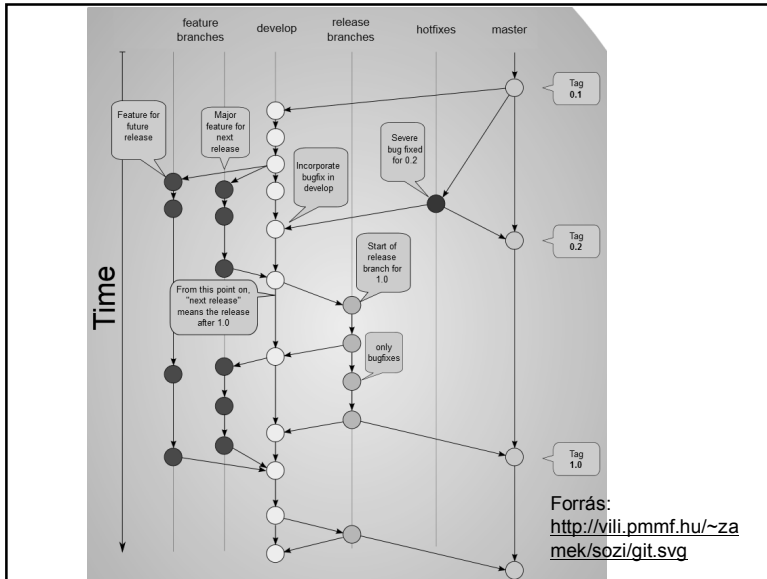 feature
branches
develop
release
branches
hotfixes
master
Tag
0.1
Feature for
future
release
Major
feature for
next
release
Severe
bug fixed
for 0.2
Incorporate
bugfix in
develop
Tag
0.2
Start of
release
branch for
1.0
From this point on,
"next release"
means the release
after 1.0
Time
only
bugfixes
Tag
1.0
Forrás:
http://vili.pmmf.hu/~za
mek/sozi/git.svg